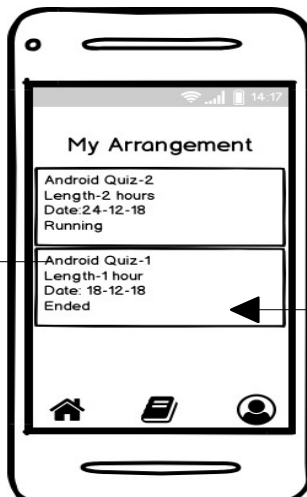 14:17
My Arrangement
Android Quiz-2
Length-2 hours
Date:24-12-18
Running
Android Quiz-1
Length-1 hour
Date: 18-12-18
Ended